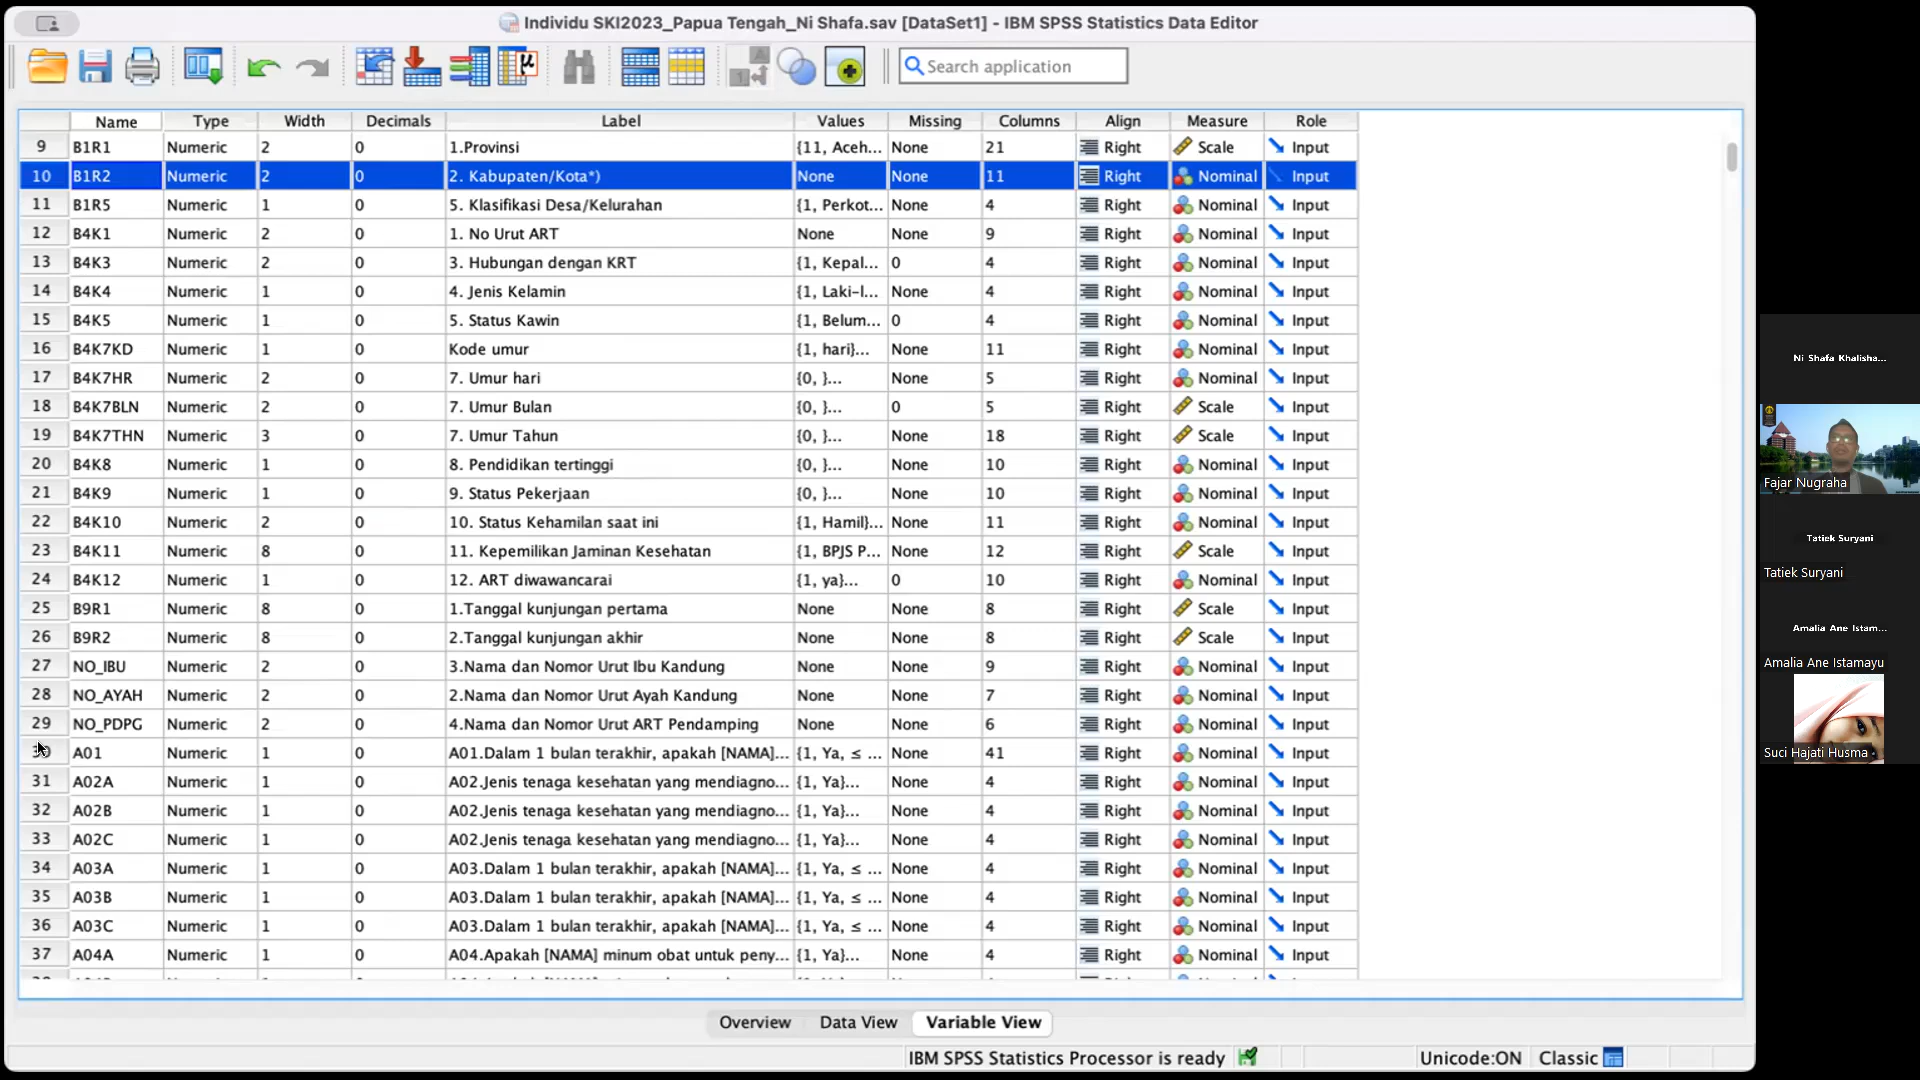 Individu SKI2023_Papua Tengah_Ni Shafa.sav [DataSet1] - IBM SPSS Statistics Data Editor
Search application
Name Type Width Decimals Label Values Missing Columns Align Measure Role
9 B1R1 Numeric 2 0 1.Provinsi {11, Aceh... None 21 Right Scale Input
10 B1R2 Numeric 2 0 2. Kabupaten/Kota*) None None 11 Right Nominal Input
11 B1R5 Numeric 1 0 5. Klasifikasi Desa/Kelurahan {1, Perkot... None 4 Right Nominal Input
12 B4K1 Numeric 2 0 1. No Urut ART None None 9 Right Nominal Input
13 B4K3 Numeric 2 0 3. Hubungan dengan KRT {1, Kepal... 0 4 Right Nominal Input
14 B4K4 Numeric 1 0 4. Jenis Kelamin {1, Laki-l... None 4 Right Nominal Input
15 B4K5 Numeric 1 0 5. Status Kawin {1, Belum... 0 4 Right Nominal Input
16 B4K7KD Numeric 1 0 Kode umur {1, hari}... None 11 Right Nominal Input
17 B4K7HR Numeric 2 0 7. Umur hari {0, }... None 5 Right Nominal Input
18 B4K7BLN Numeric 2 0 7. Umur Bulan {0, }... 0 5 Right Scale Input
19 B4K7THN Numeric 3 0 7. Umur Tahun {0, }... None 18 Right Scale Input
20 B4K8 Numeric 1 0 8. Pendidikan tertinggi {0, }... None 10 Right Nominal Input
21 B4K9 Numeric 1 0 9. Status Pekerjaan {0, }... None 10 Right Nominal Input
22 B4K10 Numeric 2 0 10. Status Kehamilan saat ini {1, Hamil}... None 11 Right Nominal Input
23 B4K11 Numeric 8 0 11. Kepemilikan Jaminan Kesehatan {1, BPJS P... None 12 Right Scale Input
24 B4K12 Numeric 1 0 12. ART diwawancarai {1, ya}... 0 10 Right Nominal Input
25 B9R1 Numeric 8 0 1.Tanggal kunjungan pertama None None 8 Right Scale Input
26 B9R2 Numeric 8 0 2.Tanggal kunjungan akhir None None 8 Right Scale Input
27 NO_IBU Numeric 2 0 3.Nama dan Nomor Urut Ibu Kandung None None 9 Right Nominal Input
28 NO_AYAH Numeric 2 0 2.Nama dan Nomor Urut Ayah Kandung None None 7 Right Nominal Input
29 NO_PDPG Numeric 2 0 4.Nama dan Nomor Urut ART Pendamping None None 6 Right Nominal Input
30 A01 Numeric 1 0 A01.Dalam 1 bulan terakhir, apakah [NAMA]... {1, Ya, ≤ ... None 41 Right Nominal Input
31 A02A Numeric 1 0 A02.Jenis tenaga kesehatan yang mendiagno... {1, Ya}... None 4 Right Nominal Input
32 A02B Numeric 1 0 A02.Jenis tenaga kesehatan yang mendiagno... {1, Ya}... None 4 Right Nominal Input
33 A02C Numeric 1 0 A02.Jenis tenaga kesehatan yang mendiagno... {1, Ya}... None 4 Right Nominal Input
34 A03A Numeric 1 0 A03.Dalam 1 bulan terakhir, apakah [NAMA]... {1, Ya, ≤ ... None 4 Right Nominal Input
35 A03B Numeric 1 0 A03.Dalam 1 bulan terakhir, apakah [NAMA]... {1, Ya, ≤ ... None 4 Right Nominal Input
36 A03C Numeric 1 0 A03.Dalam 1 bulan terakhir, apakah [NAMA]... {1, Ya, ≤ ... None 4 Right Nominal Input
37 A04A Numeric 1 0 A04.Apakah [NAMA] minum obat untuk peny... {1, Ya}... None 4 Right Nominal Input
Overview Data View Variable View
IBM SPSS Statistics Processor is ready Unicode:ON Classic
Ni Shafa Khalisha...
Fajar Nugraha
Tatiek Suryani
Tatiek Suryani
Amalia Ane Istam...
Amalia Ane Istamayu
Suci Hajati Husma -